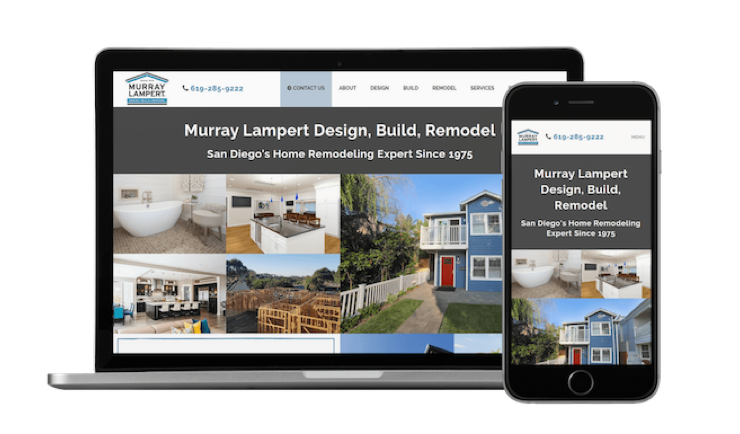 MURRAY
LAMPERT.
619-285-9222
CONTACT US
ABOUT
DESIGN
BUILD
REMODEL
SERVICES
Murray Lampert Design, Build, Remodel
San Diego's Home Remodeling Expert Since 1975
MURRAY
LAMPERT
619-285-9222
MENU
Murray Lampert
Design, Build,
Remodel
San Diego's Home Remodeling
Expert Since 1975